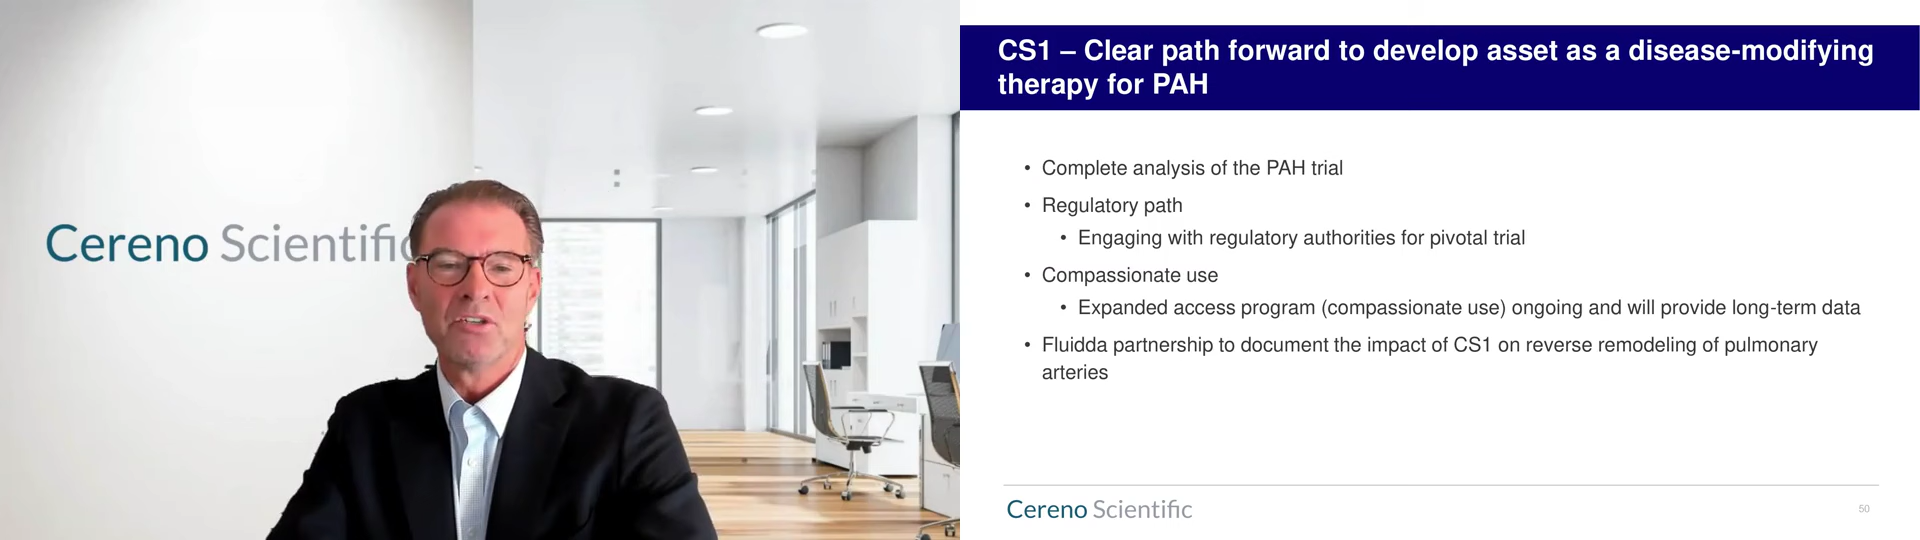 Cereno Scientific
CS1 – Clear path forward to develop asset as a disease-modifying
therapy for PAH
• Complete analysis of the PAH trial
• Regulatory path
• Engaging with regulatory authorities for pivotal trial
• Compassionate use
• Expanded access program (compassionate use) ongoing and will provide long-term data
• Fluidda partnership to document the impact of CS1 on reverse remodeling of pulmonary
arteries
Cereno Scientific
50